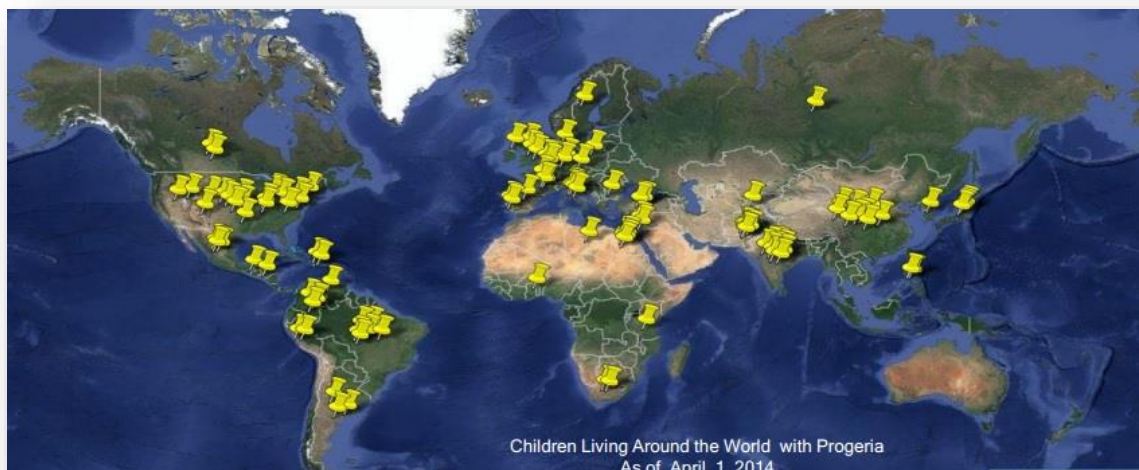 Children Living Around the World with Progeria
As of April 1, 2014